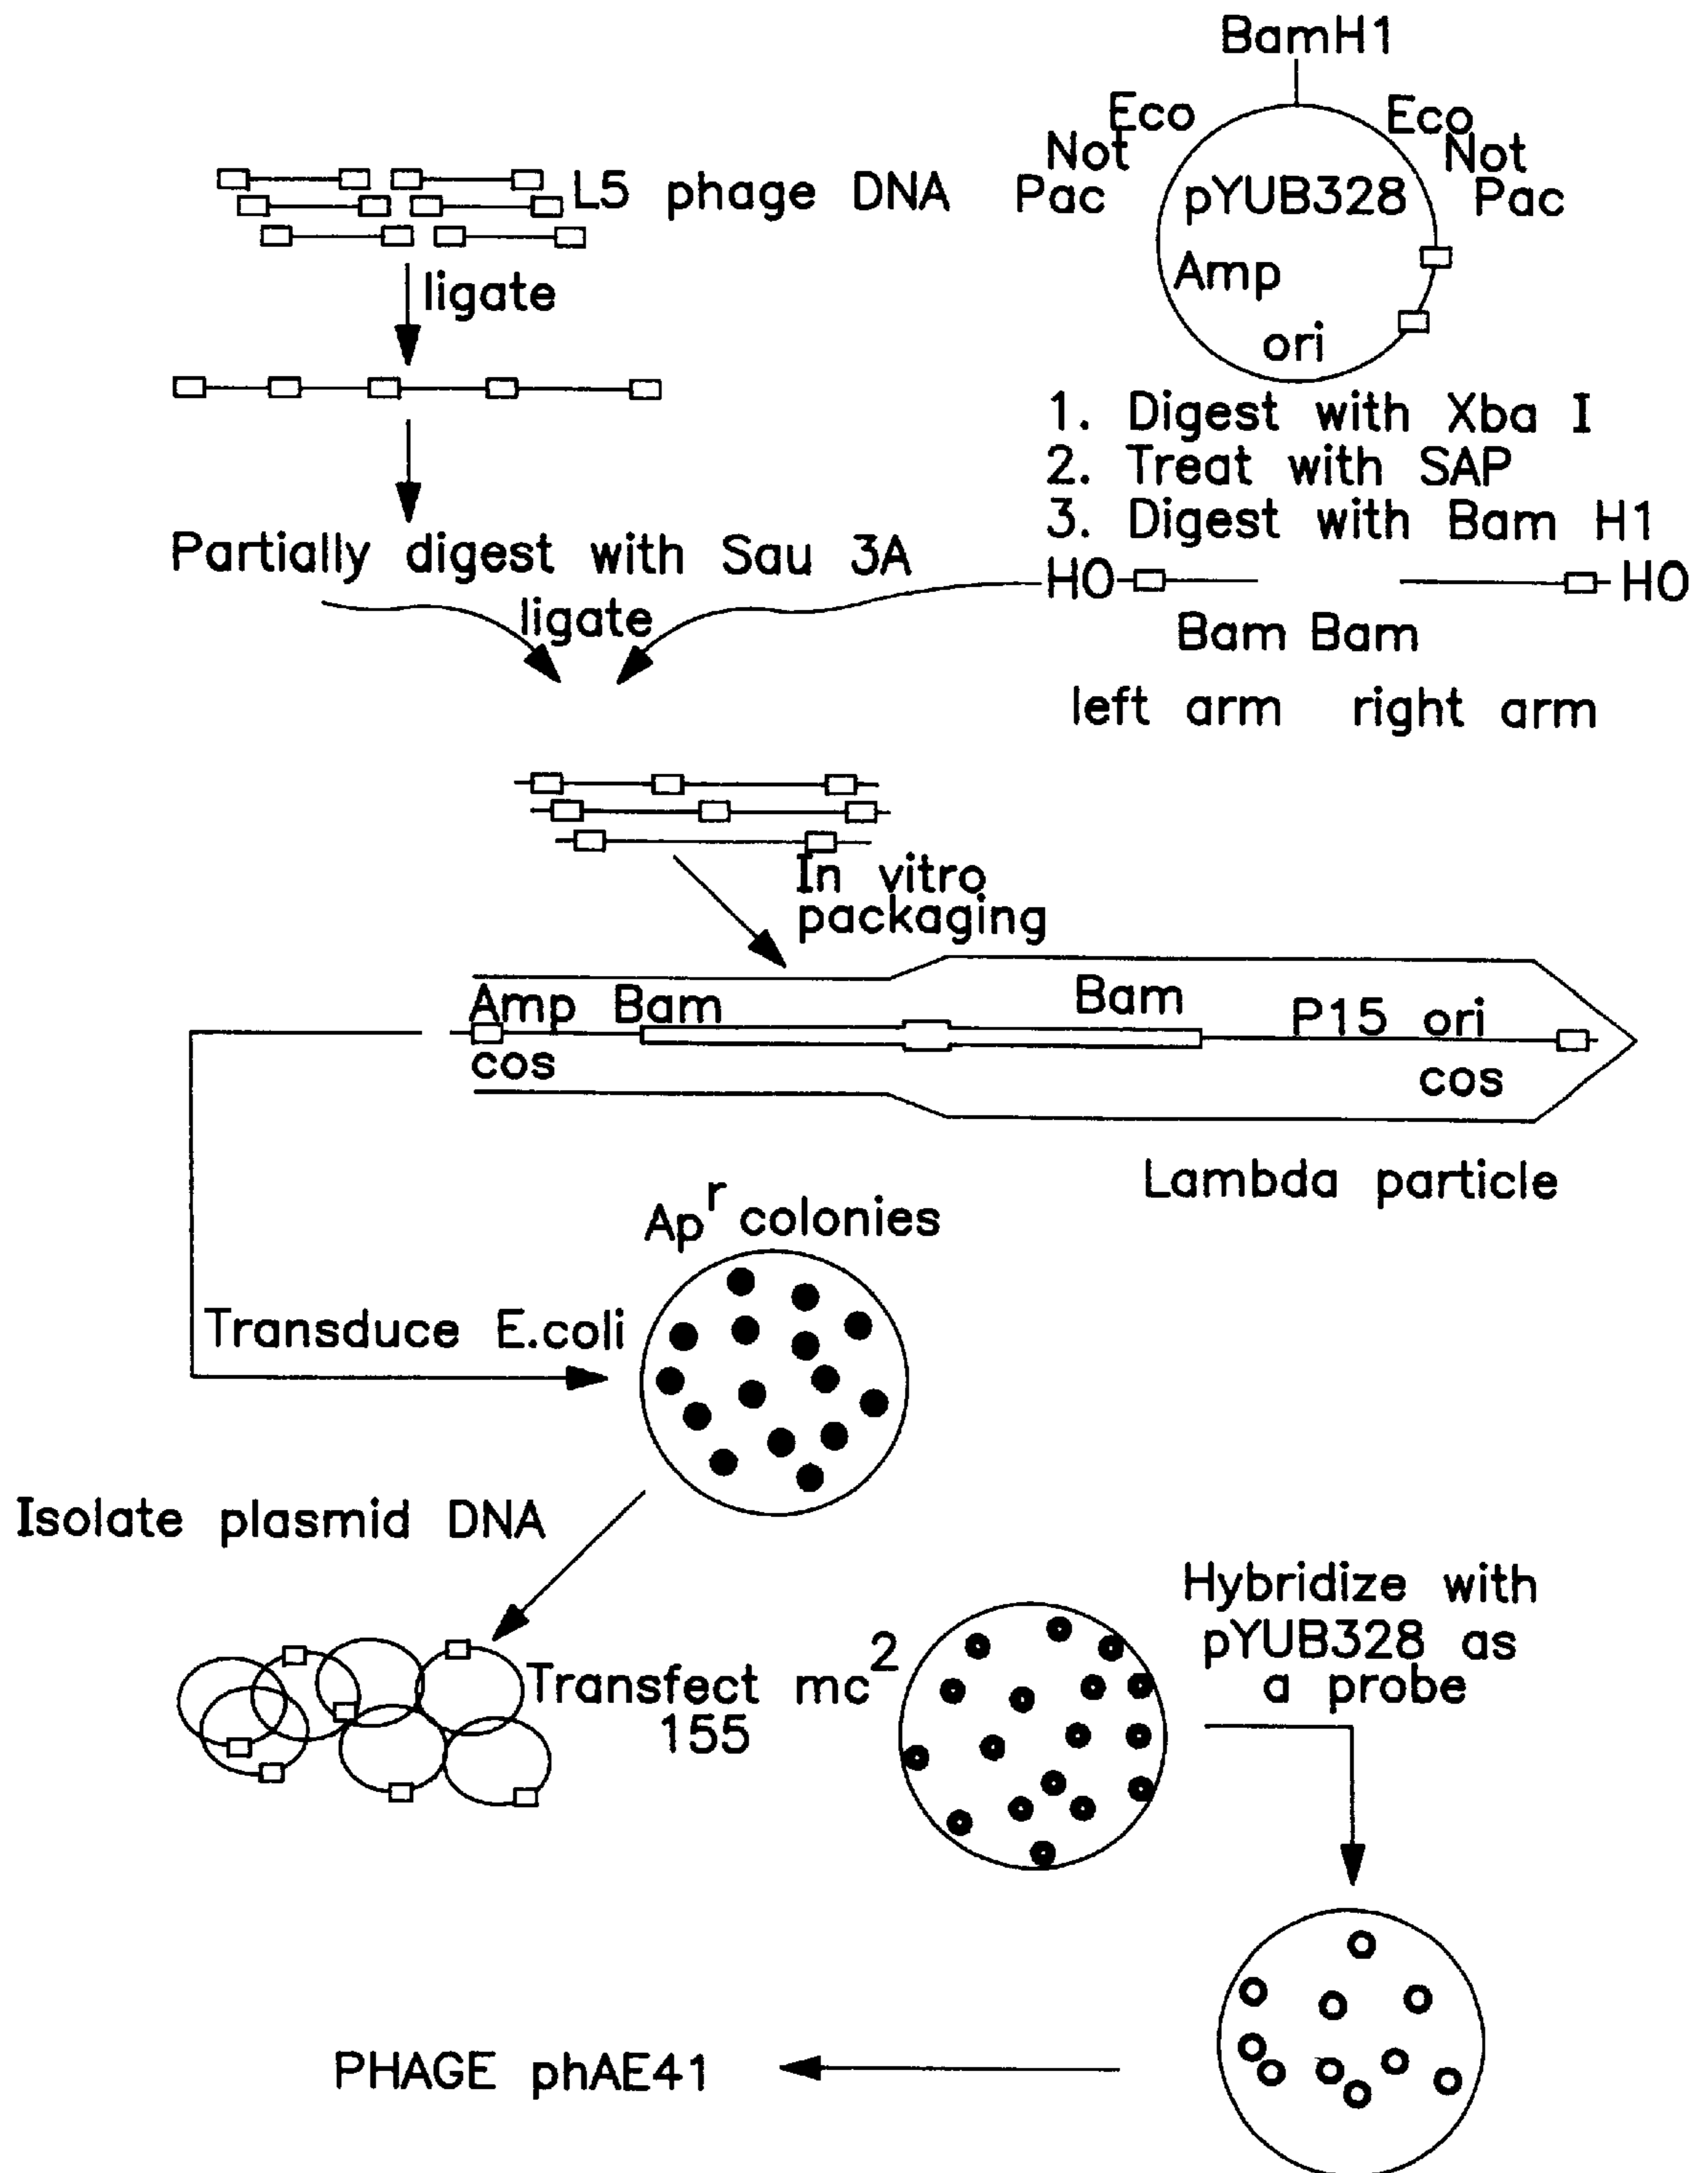 BamH1
Eco Eco
Not Not
L5 phage DNA Pac pYUB328 Pac
Amp
ligate
ori
1. Digest with Xba I
2. Treat with SAP
3. Digest with Bam H1
Partially digest with Sau 3A
HO HO
ligate
Bam Bam
left arm right arm
In vitro
packaging
Amp Bam Bam P15 ori
cos cos
Lambda particle
Apr colonies
Transduce E.coli
Isolate plasmid DNA
Hybridize with
pYUB328 as
a probe
Transfect mc2
155
PHAGE phAE41